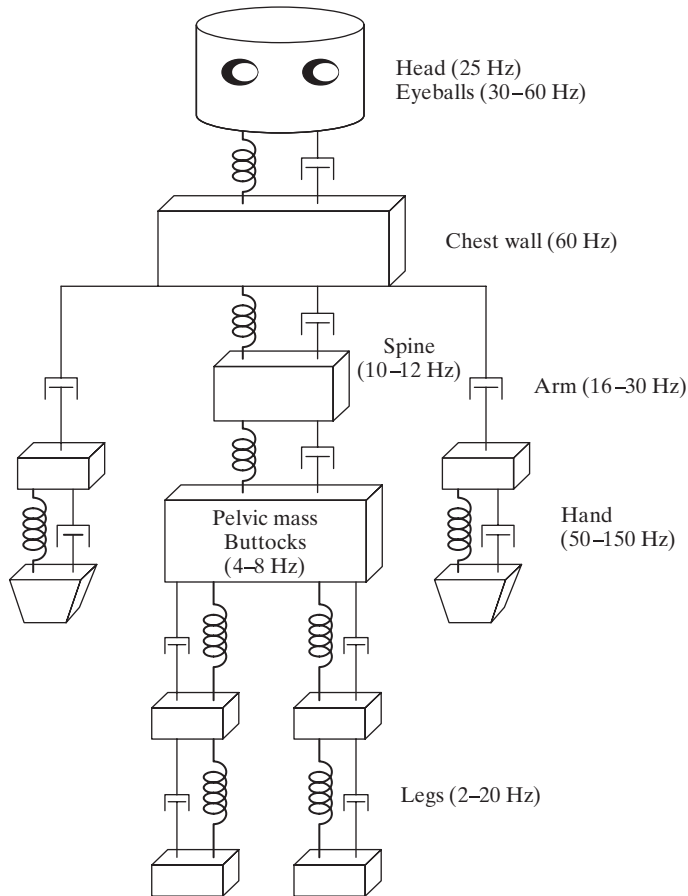 Head (25 Hz)
Eyeballs (30–60 Hz)
Chest wall (60 Hz)
Spine
(10–12 Hz)
Arm (16–30 Hz)
Pelvic mass
Buttocks
(4–8 Hz)
Hand
(50–150 Hz)
Legs (2–20 Hz)